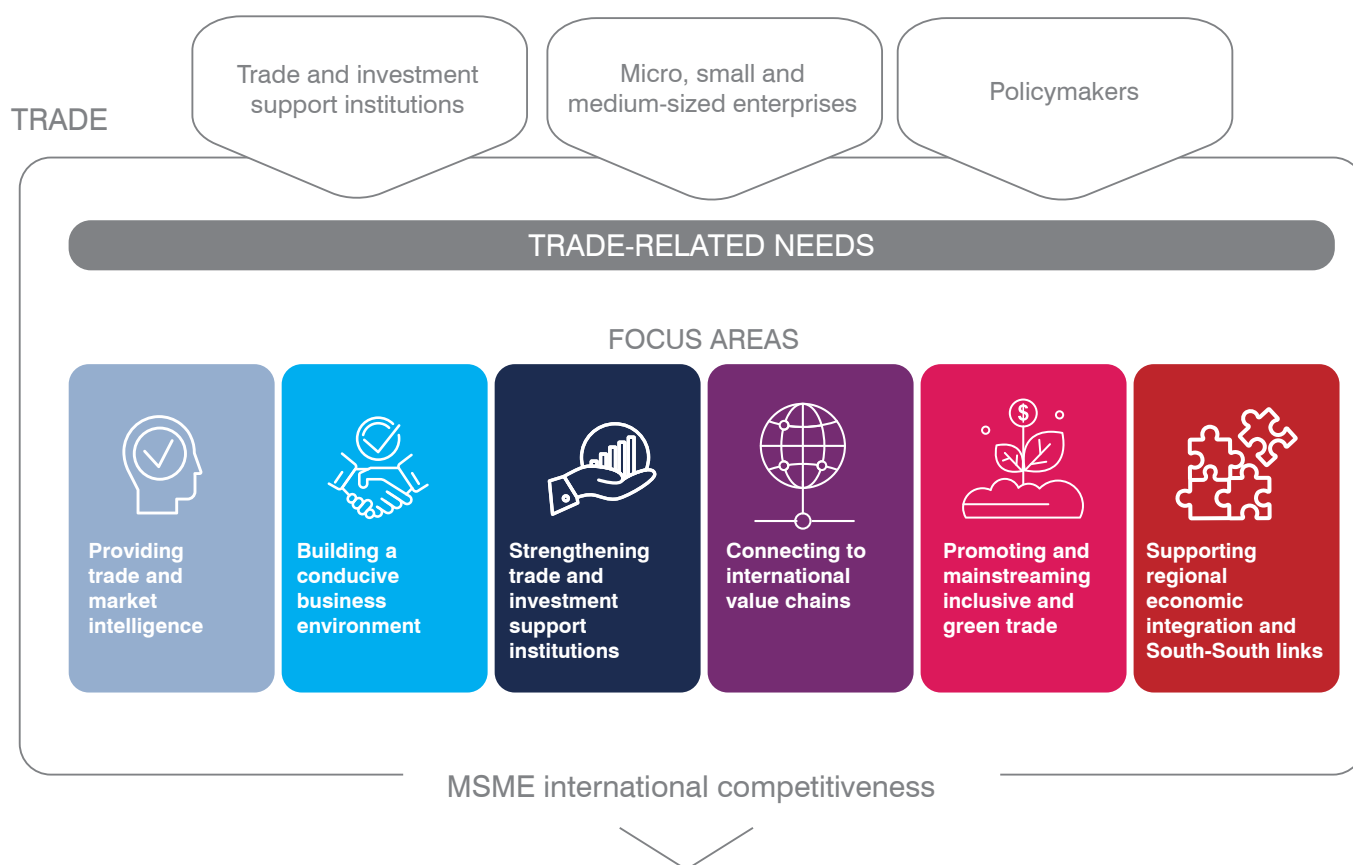 Trade and investment
support institutions
Micro, small and
medium-sized enterprises
Policymakers
TRADE
TRADE-RELATED NEEDS
FOCUS AREAS
Providing
trade and
market
intelligence
Building a
conducive
business
environment
Strengthening
trade and
investment
support
institutions
Connecting to
international
value chains
$
Promoting and
mainstreaming
inclusive and
green trade
Supporting
regional
economic
integration and
South-South links
MSME international competitiveness